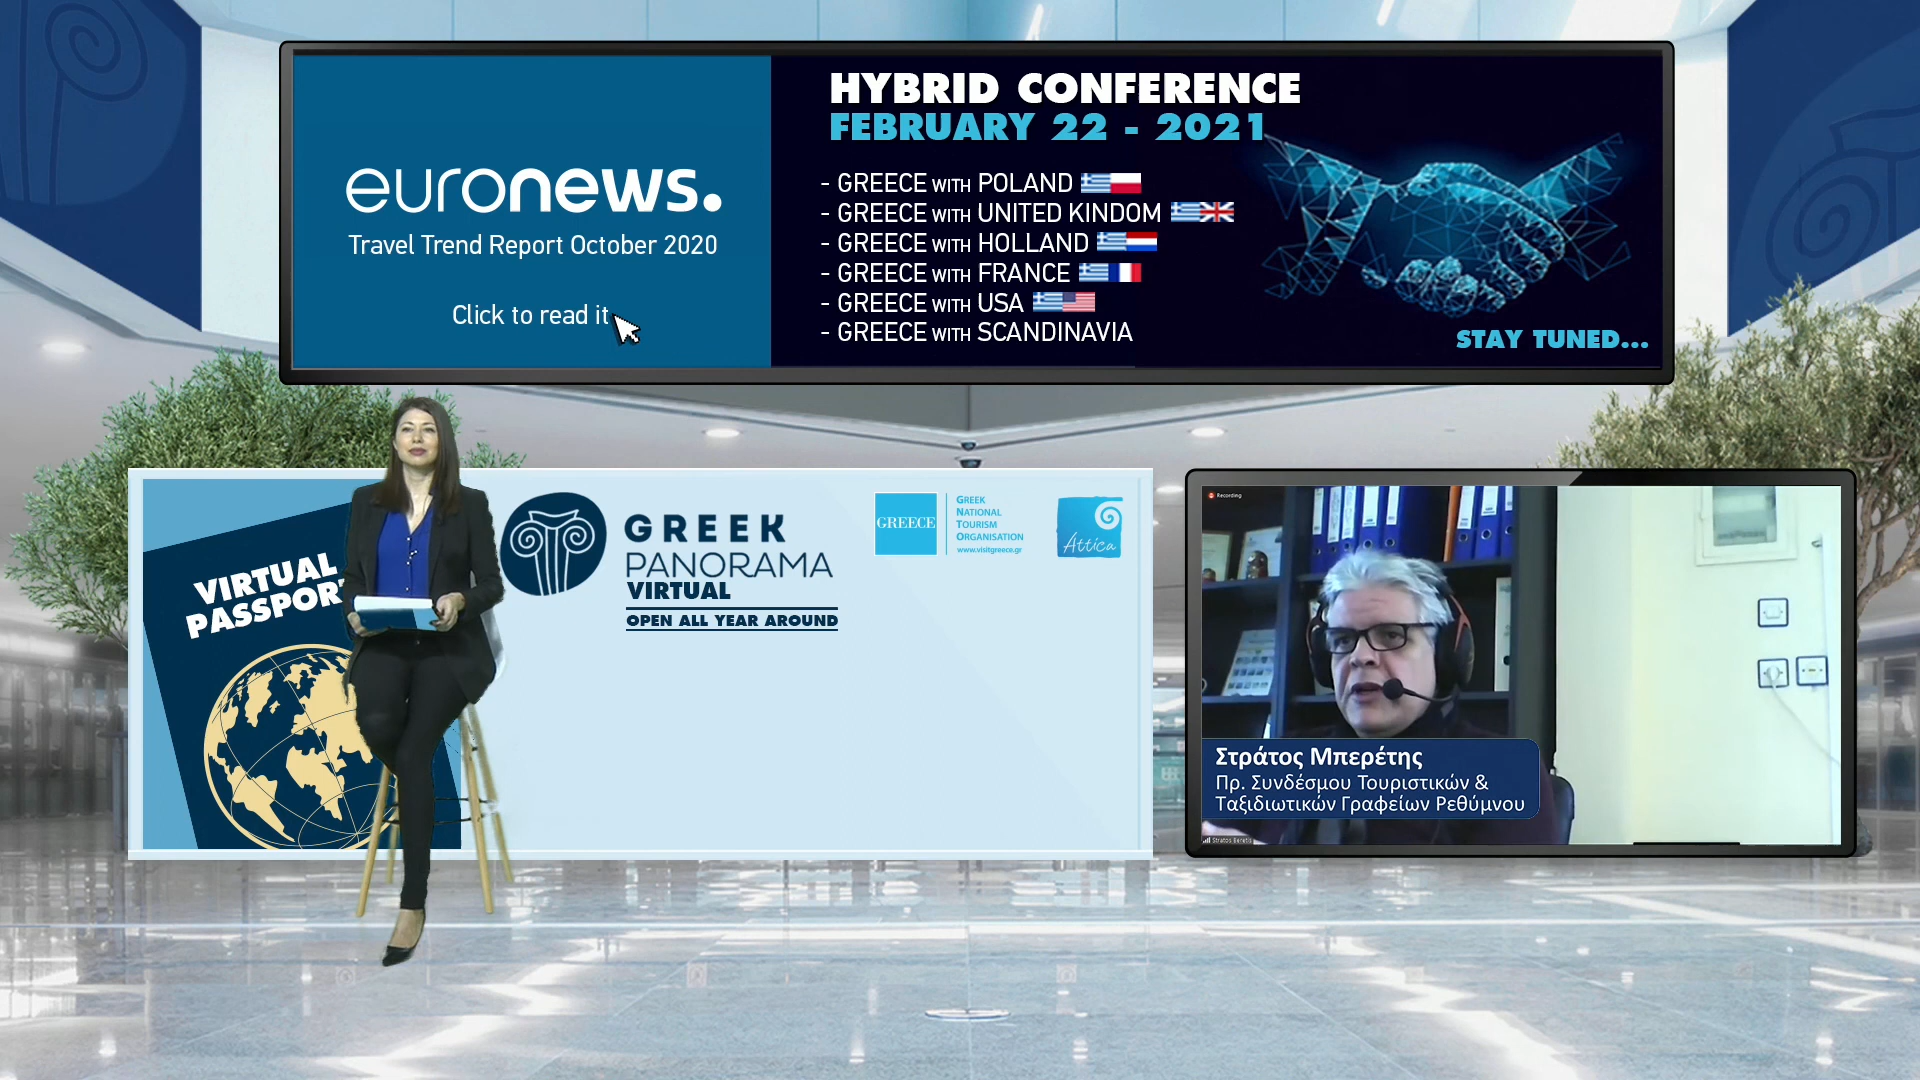 HYBRID CONFERENCE
FEBRUARY 22 - 2021
- GREECE WITH POLAND
- GREECE WITH UNITED KINDOM
- GREECE WITH HOLLAND
- GREECE WITH FRANCE
- GREECE WITH USA
- GREECE WITH SCANDINAVIA
STAY TUNED...
euronews.
Travel Trend Report October 2020
Click to read it
VIRTUAL
PASSPORT
GREEK
PANORAMA
VIRTUAL
OPEN ALL YEAR AROUND
GREECE
GREEK
NATIONAL
TOURISM
ORGANISATION
www.visitgreece.gr
Attica
Recording
Στράτος Μπερέτης
Πρ. Συνδέσμου Τουριστικών &
Ταξιδιωτικών Γραφείων Ρεθύμνου
Stratos Beretis